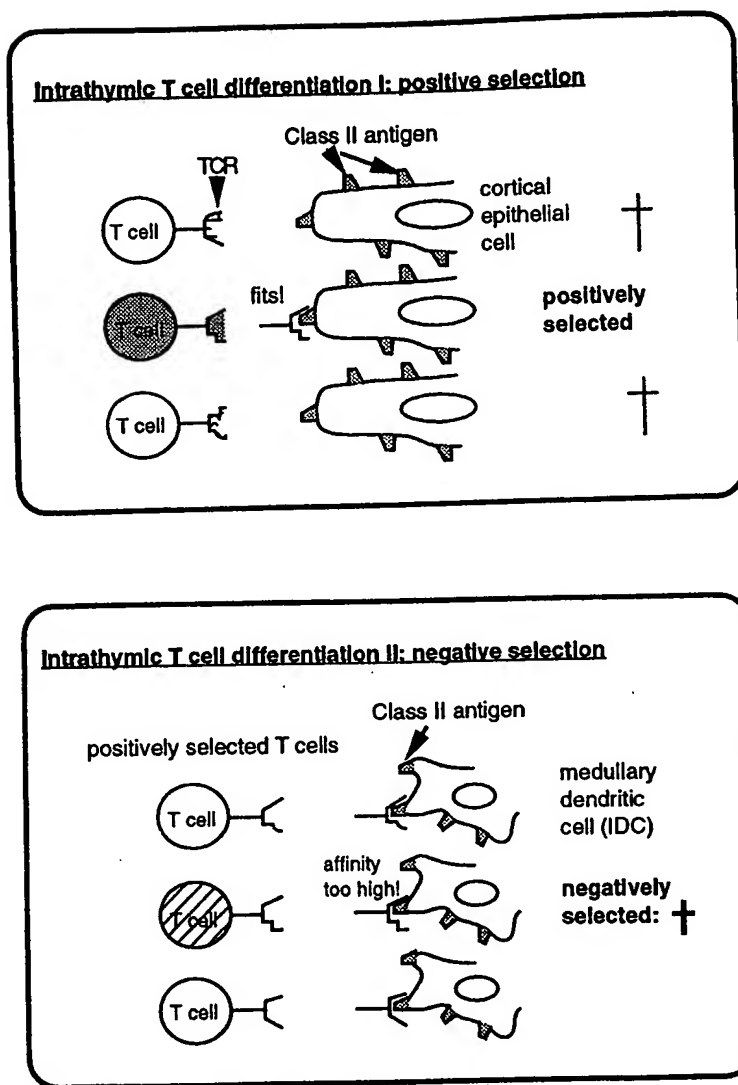 Intrathymic T cell differentiation I: positive selection
Class II antigen
TCR
cortical
epithelial
cell
T cell
fits!
T cell
positively
selected
T cell
Intrathymic T cell differentiation II: negative selection
Class II antigen
positively selected T cells
medullary
dendritic
cell (IDC)
T cell
affinity
too high!
T cell
negatively
selected:
T cell